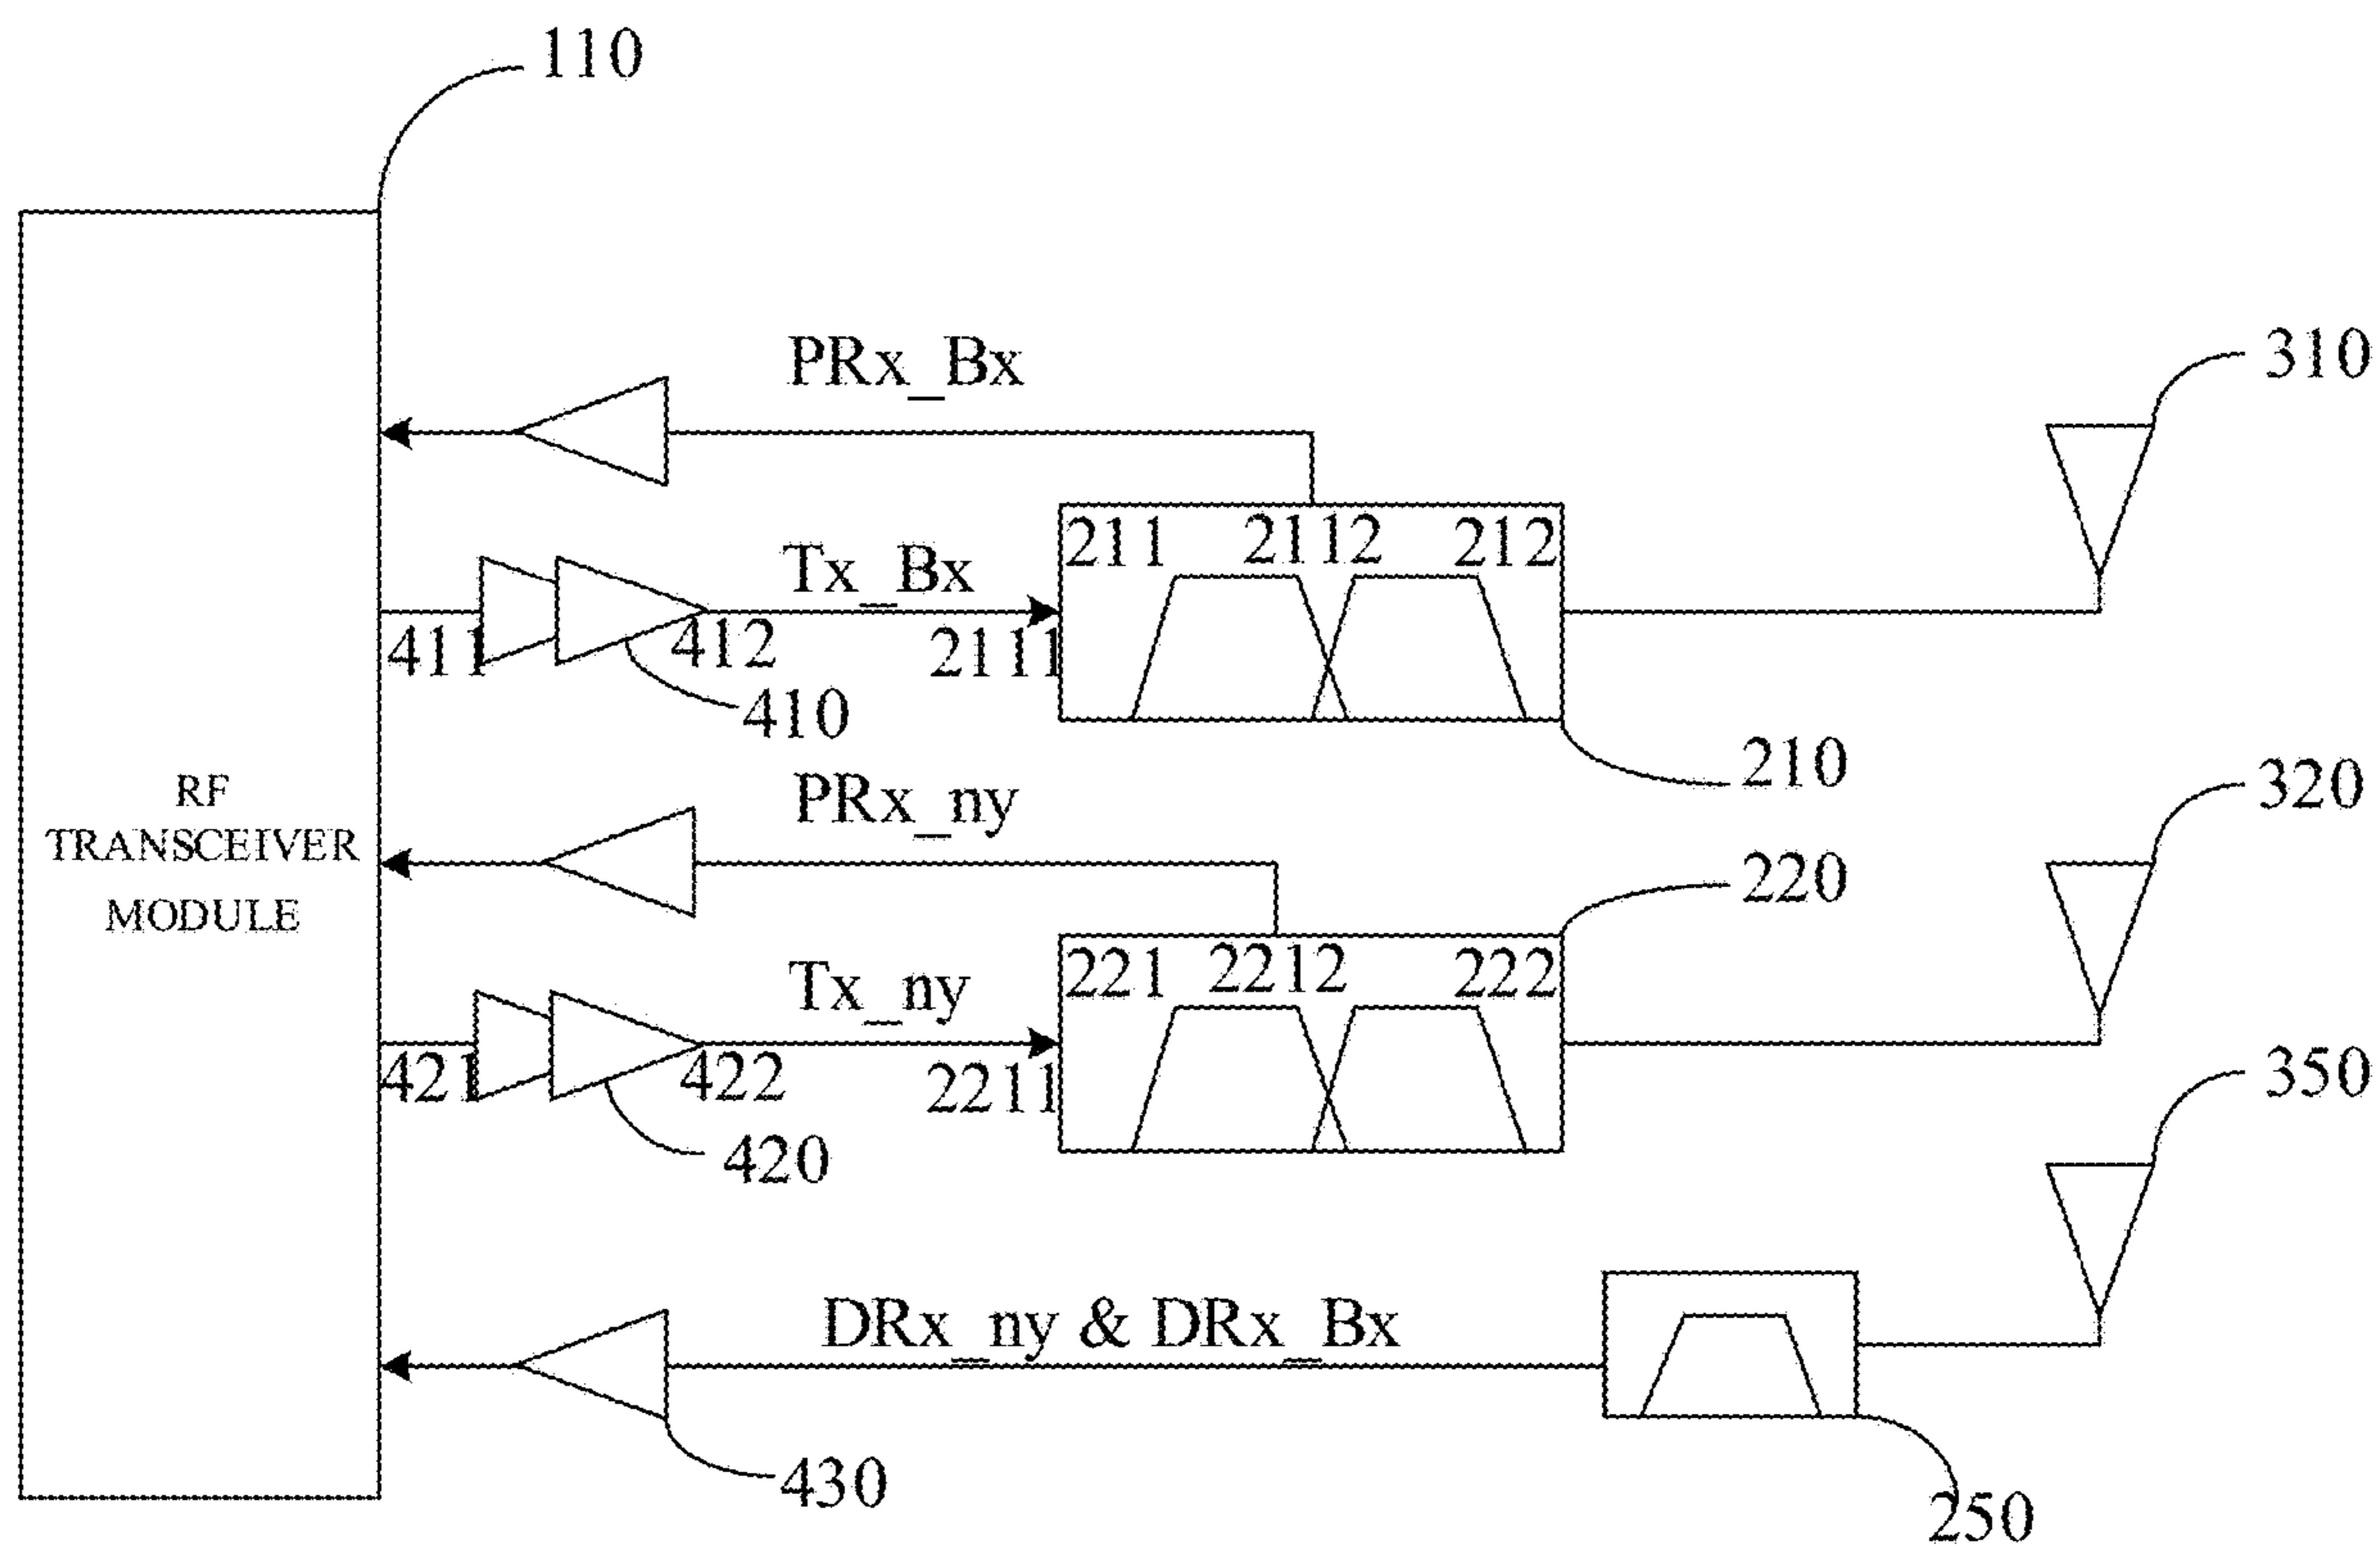 110
PRx_Bx
310
211 2112 212
Tx_Bx
411 412 2111
410
210
RF
TRANSCEIVER
MODULE
PRx_ny
320
220
221 2212 222
Tx_ny
421 422 2211
420
350
DRx_ny & DRx_Bx
430
250